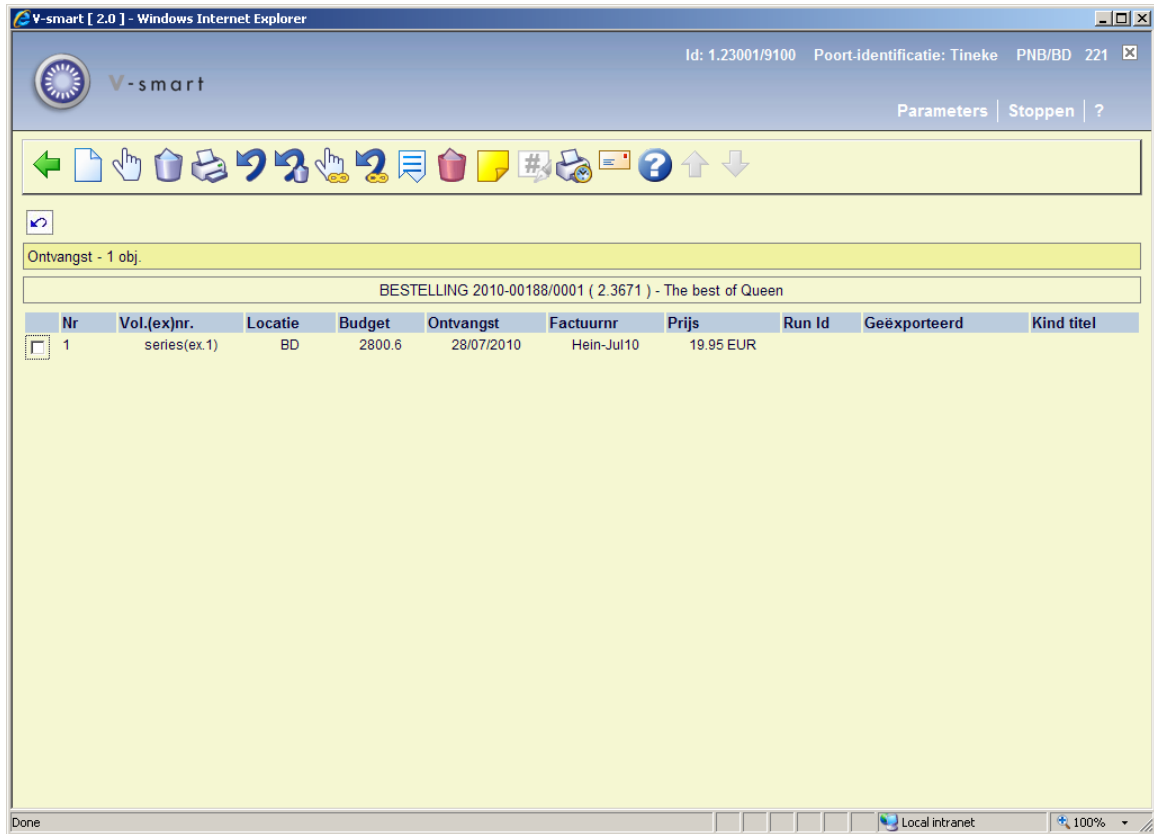 V-smart [ 2.0 ] - Windows Internet Explorer
Id: 1.23001/9100 Poort-identificatie: Tineke PNB/BD 221
V-smart
Parameters | Stoppen | ?
Ontvangst - 1 obj.
BESTELLING 2010-00188/0001 ( 2.3671 ) - The best of Queen
Nr Vol.(ex)nr. Locatie Budget Ontvangst Factuurnr Prijs Run Id Geëxporteerd Kind titel
1 series(ex.1) BD 2800.6 28/07/2010 Hein-Jul10 19.95 EUR
Done Local intranet 100%